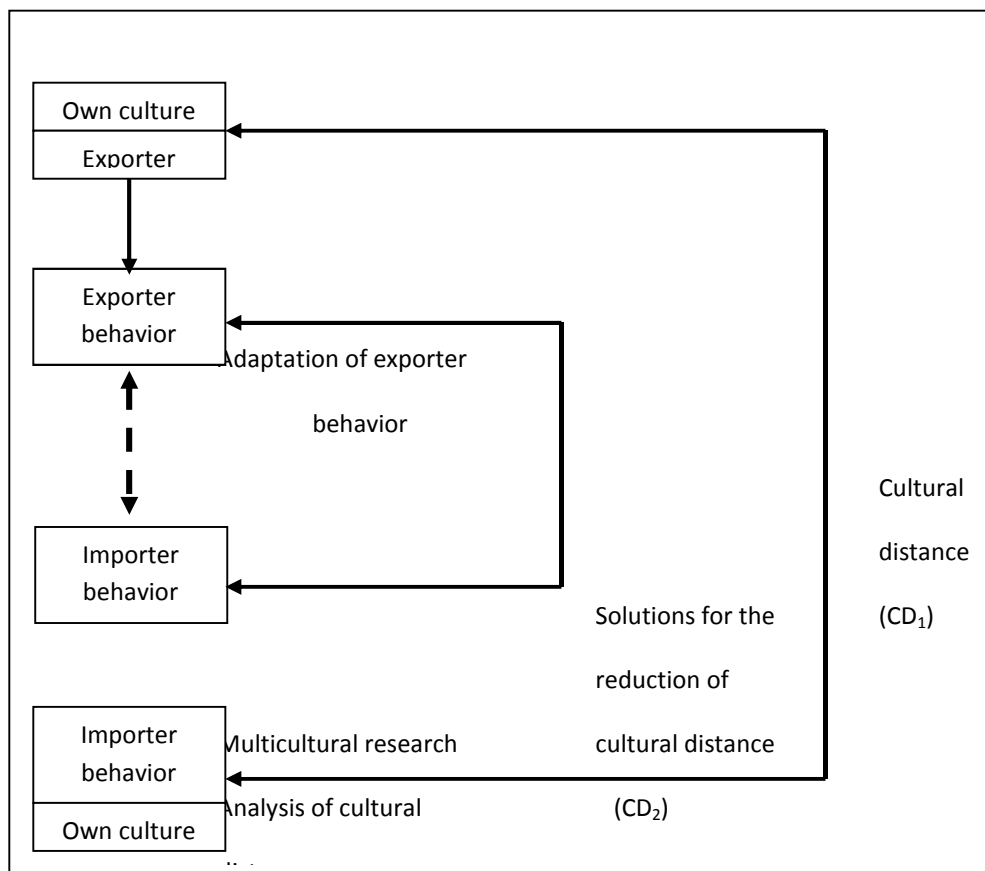 Own culture
Exporter
Exporter
behavior
Adaptation of exporter
behavior
Importer
behavior
Cultural
distance
(CD₁)
Solutions for the
reduction of
cultural distance
(CD₂)
Importer
behavior
Own culture
Multicultural research
Analysis of cultural